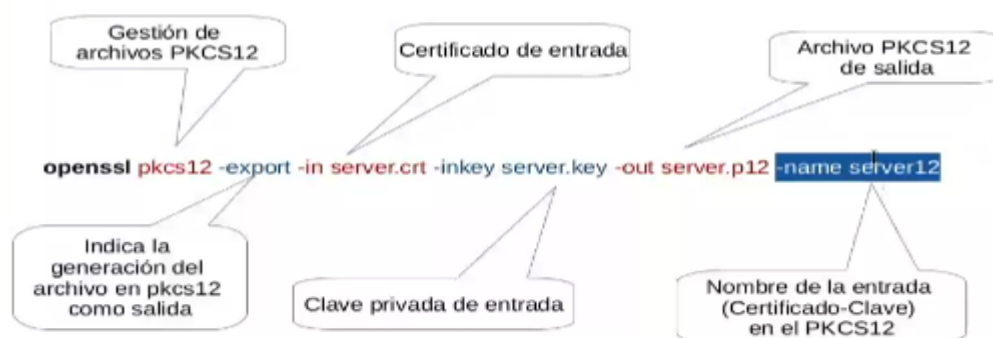 Gestión de
archivos PKCS12
Certificado de entrada
Archivo PKCS12
de salida
openssl pkcs12 -export -in server.crt -inkey server.key -out server.p12 -name server12
Indica la
generación del
archivo en pkcs12
como salida
Clave privada de entrada
Nombre de la entrada
(Certificado-Clave)
en el PKCS12